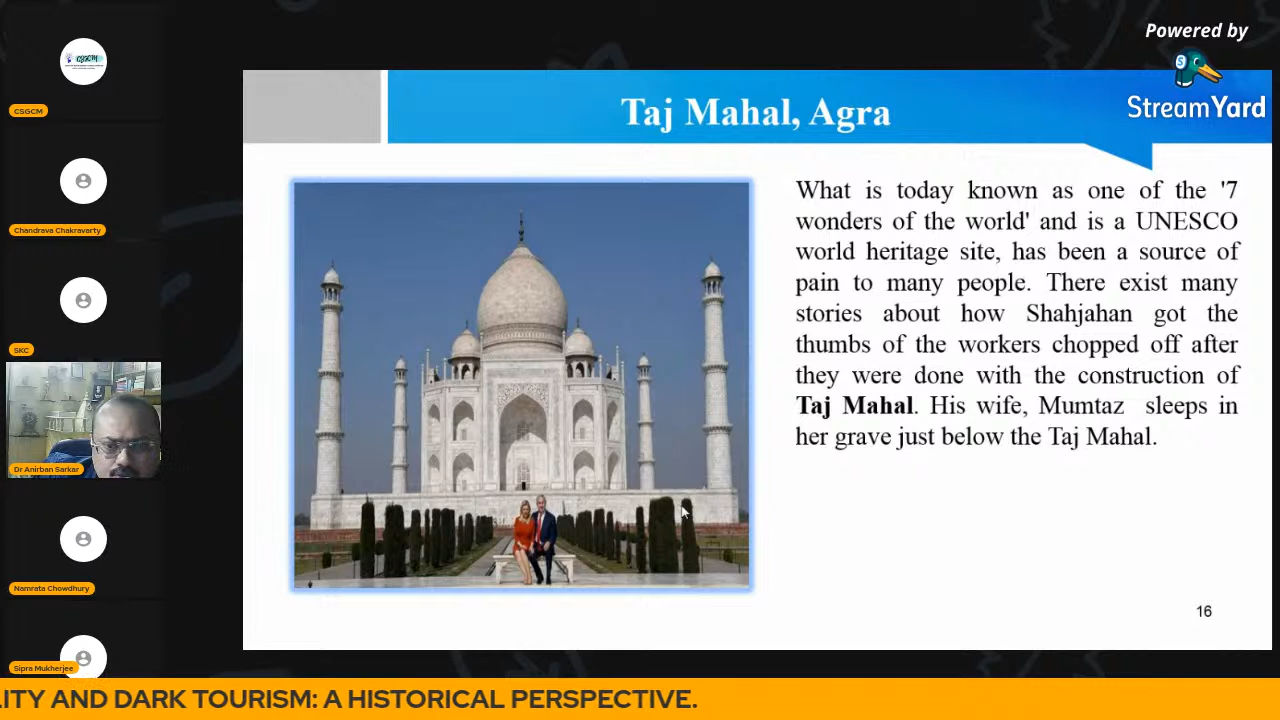 Powered by
StreamYard
CSGCM
CSGCM
Chandrava Chakravarty
SKC
Dr Anirban Sarkar
Namrata Chowdhury
Sipra Mukherjee
Taj Mahal, Agra
What is today known as one of the '7
wonders of the world' and is a UNESCO
world heritage site, has been a source of
pain to many people. There exist many
stories about how Shahjahan got the
thumbs of the workers chopped off after
they were done with the construction of
Taj Mahal. His wife, Mumtaz sleeps in
her grave just below the Taj Mahal.
16
LITY AND DARK TOURISM: A HISTORICAL PERSPECTIVE.